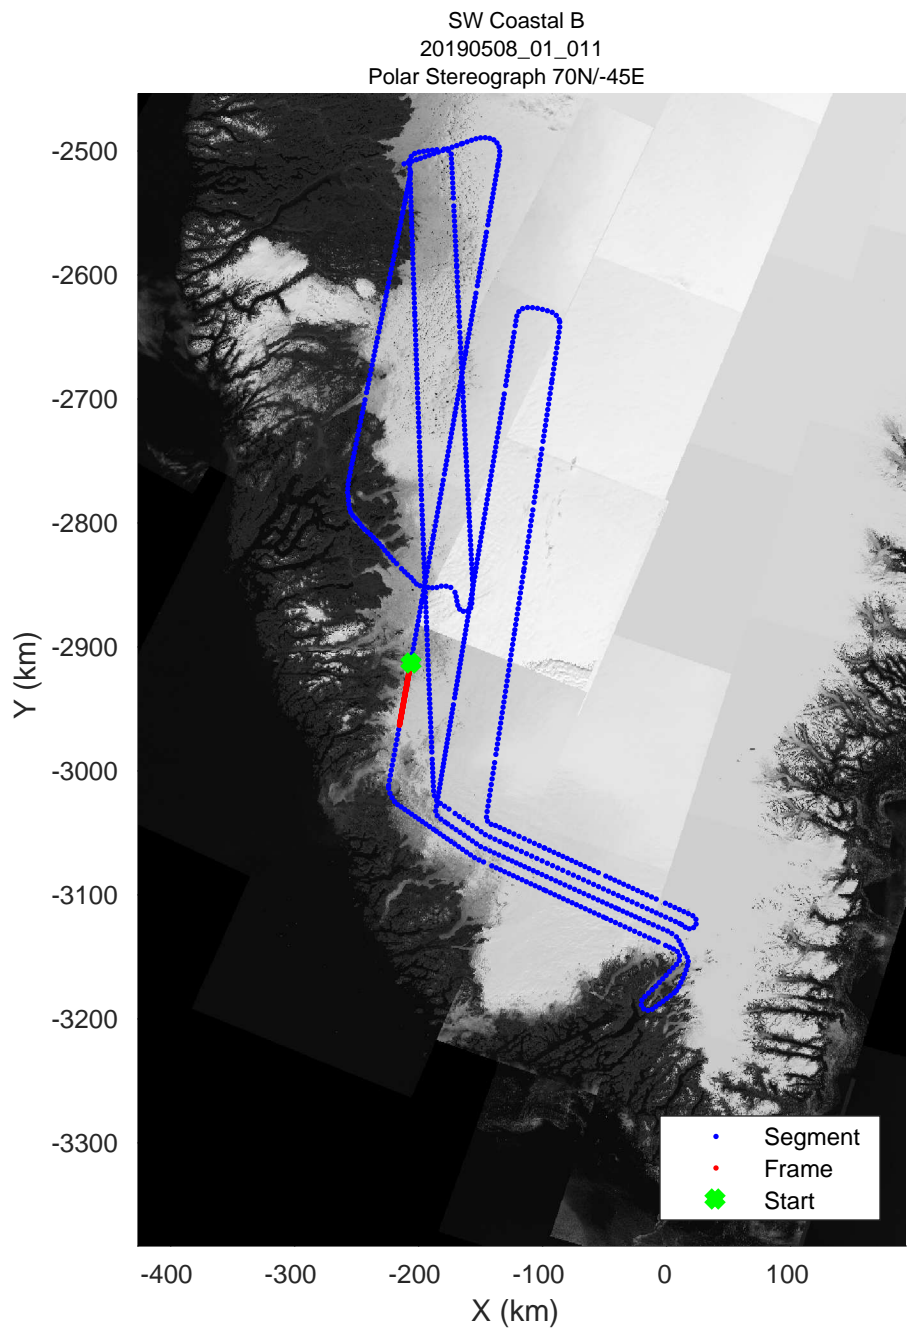 SW Coastal B
20190508_01_011
Polar Stereograph 70N/-45E
-2500
-2600
-2700
-2800
-2900
-3000
-3100
-3200
-3300
Y (km)
-400 -300 -200 -100 0 100
X (km)
Segment
Frame
Start